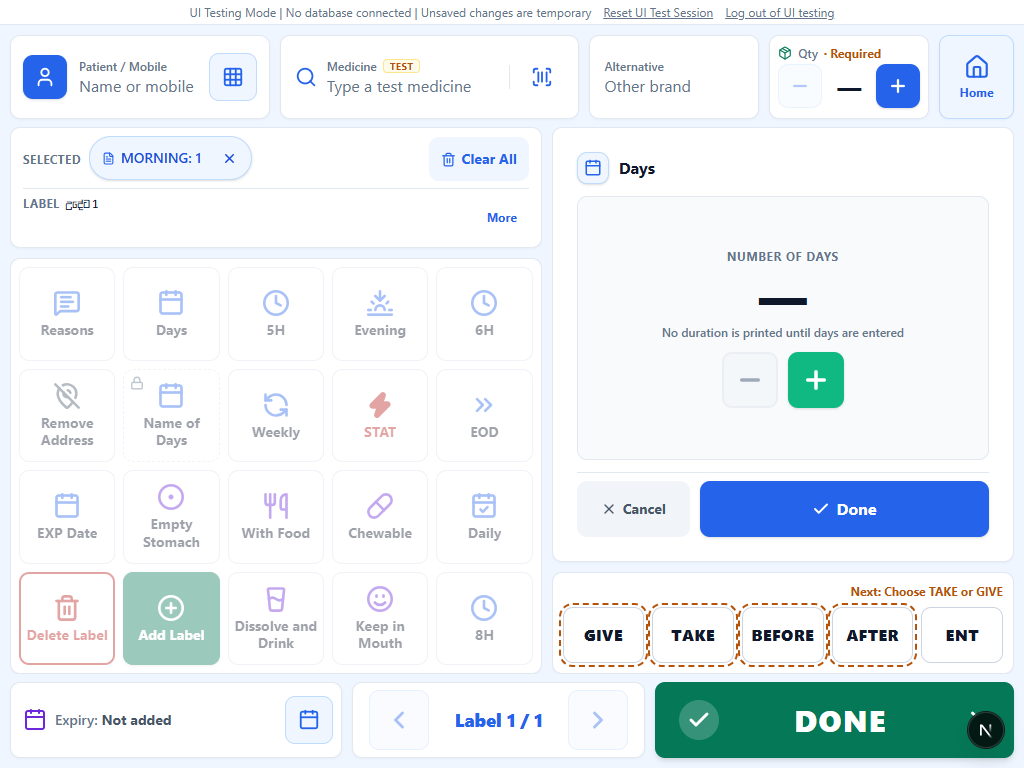 UI Testing Mode | No database connected | Unsaved changes are temporary Reset UI Test Session Log out of UI testing
Patient / Mobile
Name or mobile
Medicine TEST
Type a test medicine
Alternative
Other brand
Qty · Required
Home
SELECTED
MORNING: 1
Clear All
LABEL
1
More
Reasons
Days
5H
Evening
6H
Remove Address
Name of Days
Weekly
STAT
EOD
EXP Date
Empty Stomach
With Food
Chewable
Daily
Delete Label
Add Label
Dissolve and Drink
Keep in Mouth
8H
Days
NUMBER OF DAYS
No duration is printed until days are entered
Cancel
Done
Next: Choose TAKE or GIVE
GIVE
TAKE
BEFORE
AFTER
ENT
Expiry: Not added
Label 1 / 1
DONE
N